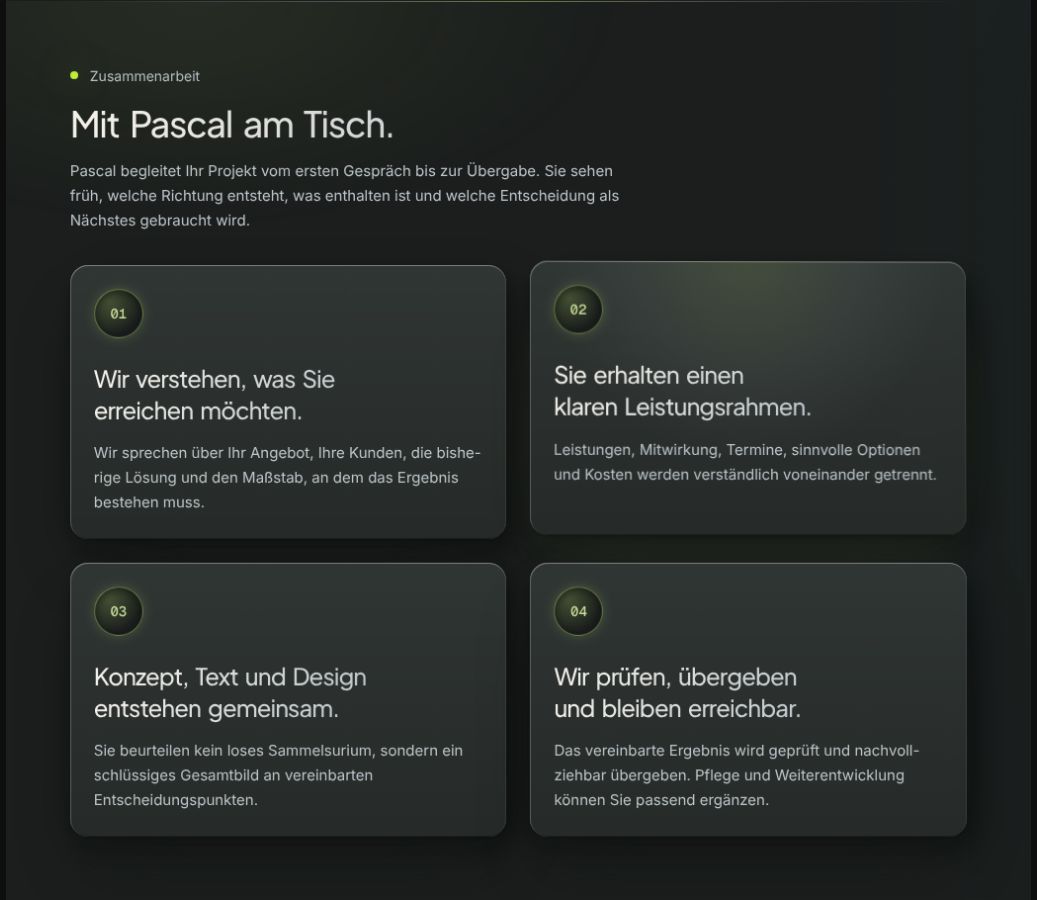 Zusammenarbeit
Mit Pascal am Tisch.
Pascal begleitet Ihr Projekt vom ersten Gespräch bis zur Übergabe. Sie sehen
früh, welche Richtung entsteht, was enthalten ist und welche Entscheidung als
Nächstes gebraucht wird.
01
Wir verstehen, was Sie
erreichen möchten.
Wir sprechen über Ihr Angebot, Ihre Kunden, die bishe-
rige Lösung und den Maßstab, an dem das Ergebnis
bestehen muss.
02
Sie erhalten einen
klaren Leistungsrahmen.
Leistungen, Mitwirkung, Termine, sinnvolle Optionen
und Kosten werden verständlich voneinander getrennt.
03
Konzept, Text und Design
entstehen gemeinsam.
Sie beurteilen kein loses Sammelsurium, sondern ein
schlüssiges Gesamtbild an vereinbarten
Entscheidungspunkten.
04
Wir prüfen, übergeben
und bleiben erreichbar.
Das vereinbarte Ergebnis wird geprüft und nachvoll-
ziehbar übergeben. Pflege und Weiterentwicklung
können Sie passend ergänzen.